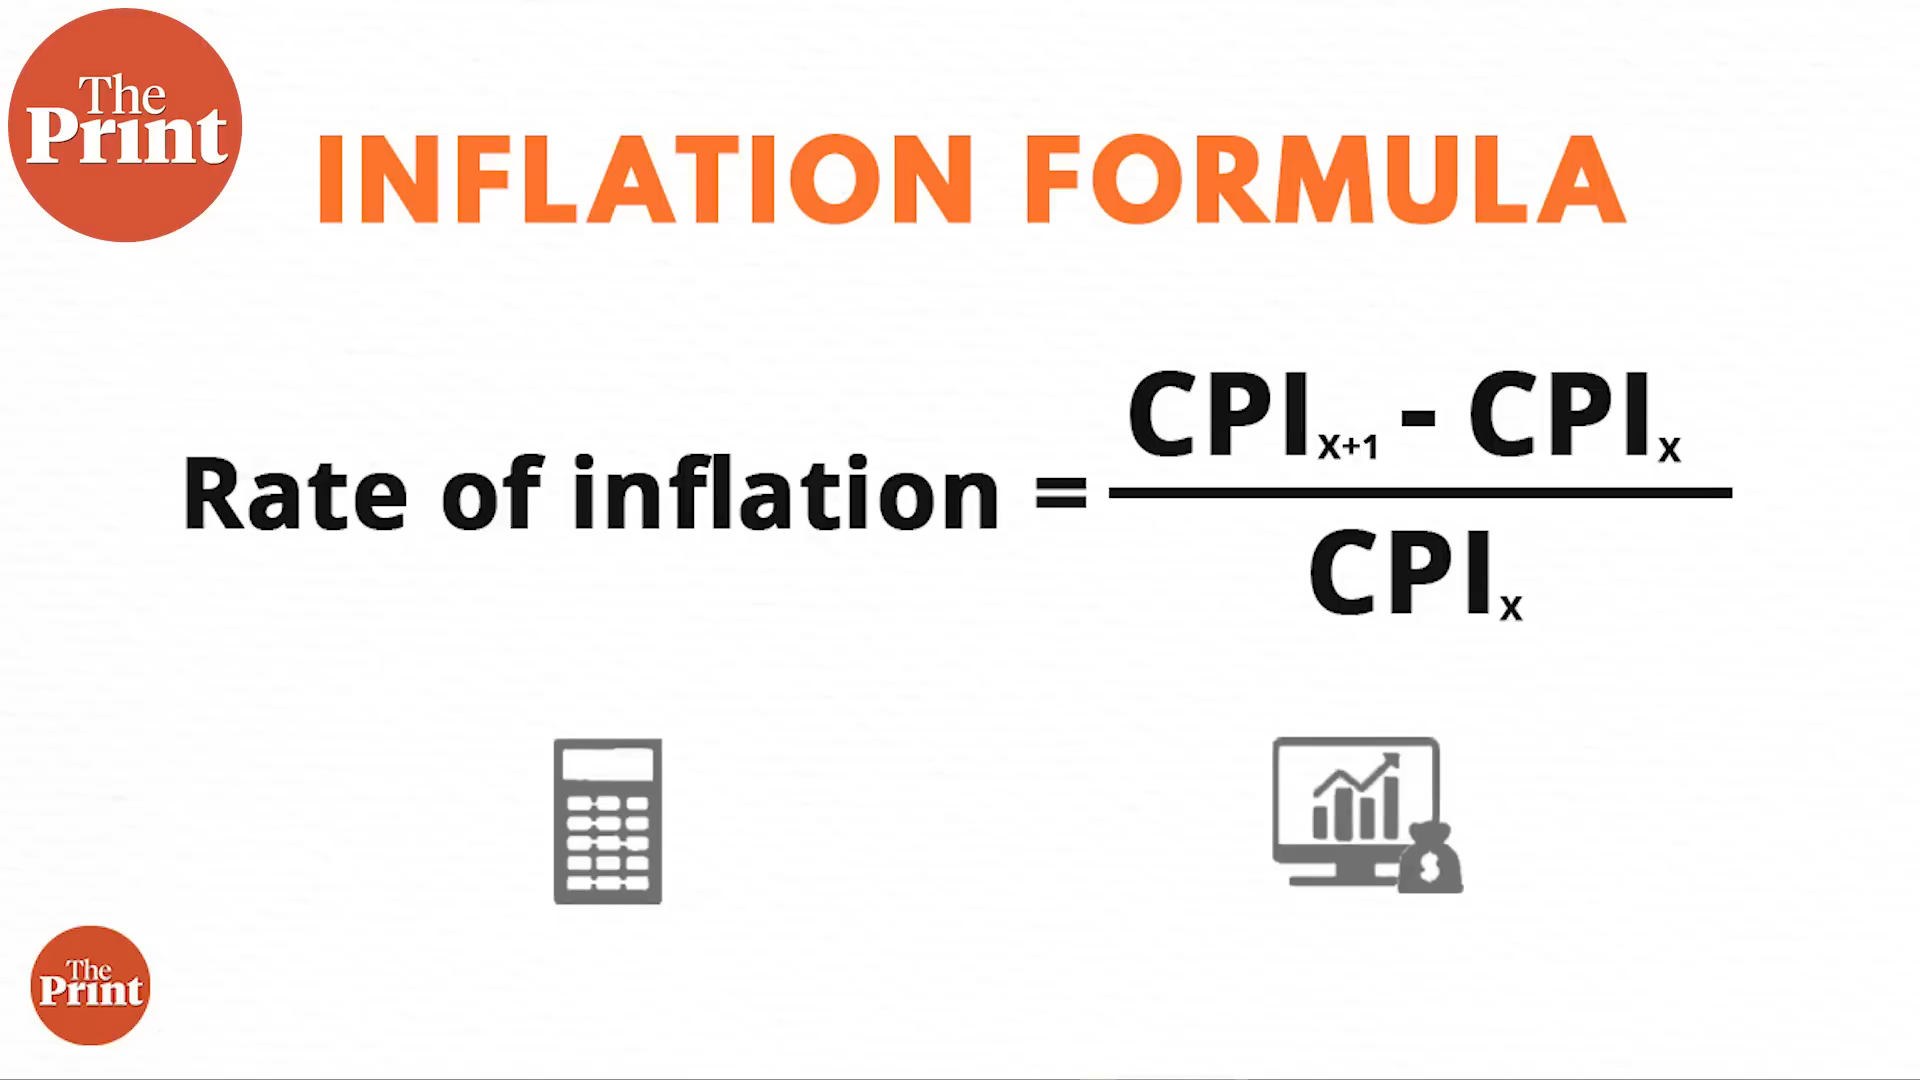 The
Print
INFLATION FORMULA
Rate of inflation = CPIx+1 - CPIx
CPIx
$
The
Print